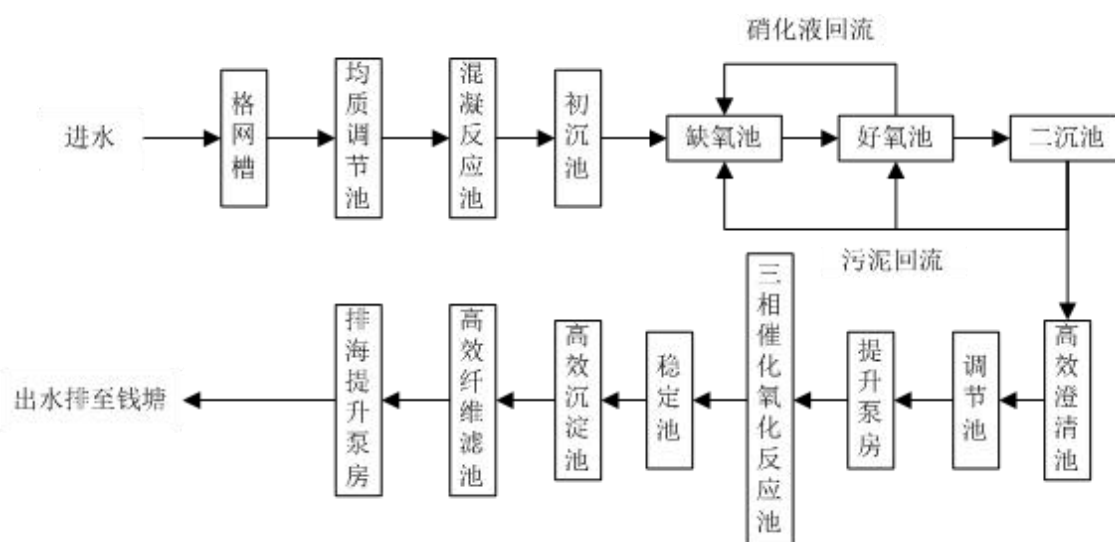 硝化液回流
进水
格网槽
均质调节池
混凝反应池
初沉池
缺氧池
好氧池
二沉池
污泥回流
出水排至钱塘
排海提升泵房
高效纤维滤池
高效沉淀池
稳定池
三相催化氧化反应池
提升泵房
调节池
高效澄清池